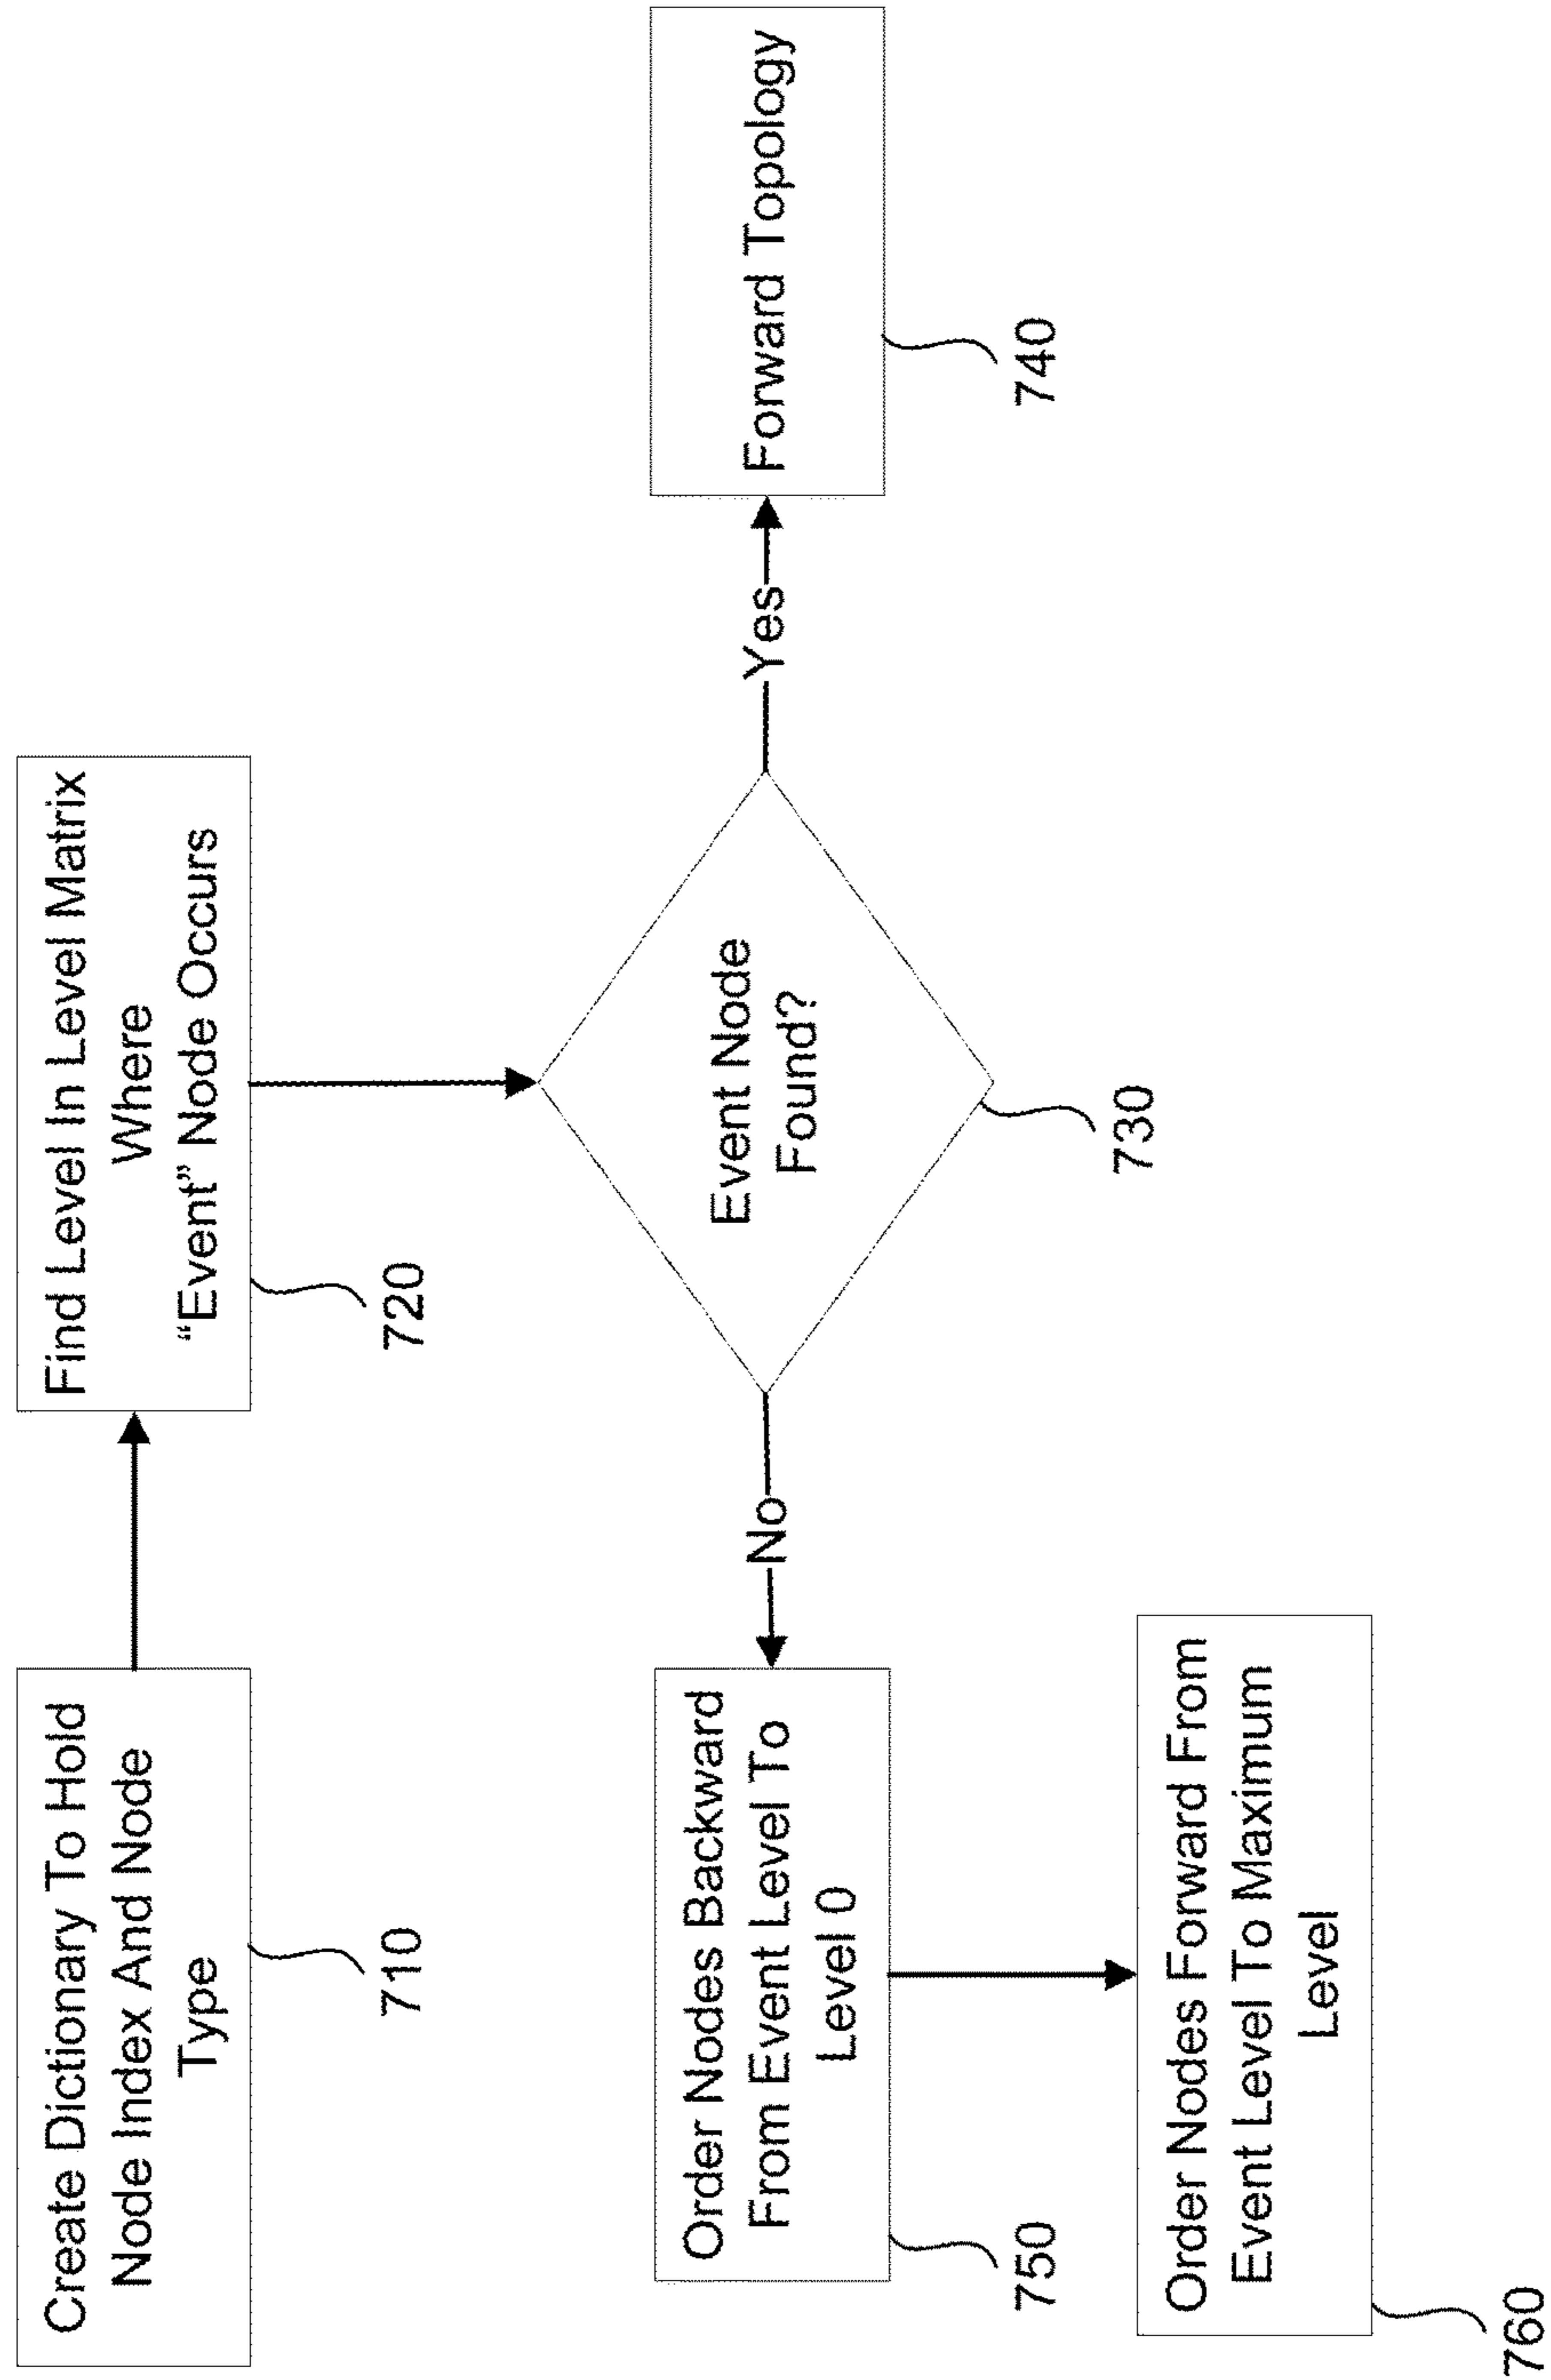 Create Dictionary To Hold
Node Index And Node
Type
710
Find Level In Level Matrix
Where
“Event” Node Occurs
720
Event Node
Found?
730
Yes
Forward Topology
740
No
Order Nodes Backward
From Event Level To
Level 0
750
Order Nodes Forward From
Event Level To Maximum
Level
760